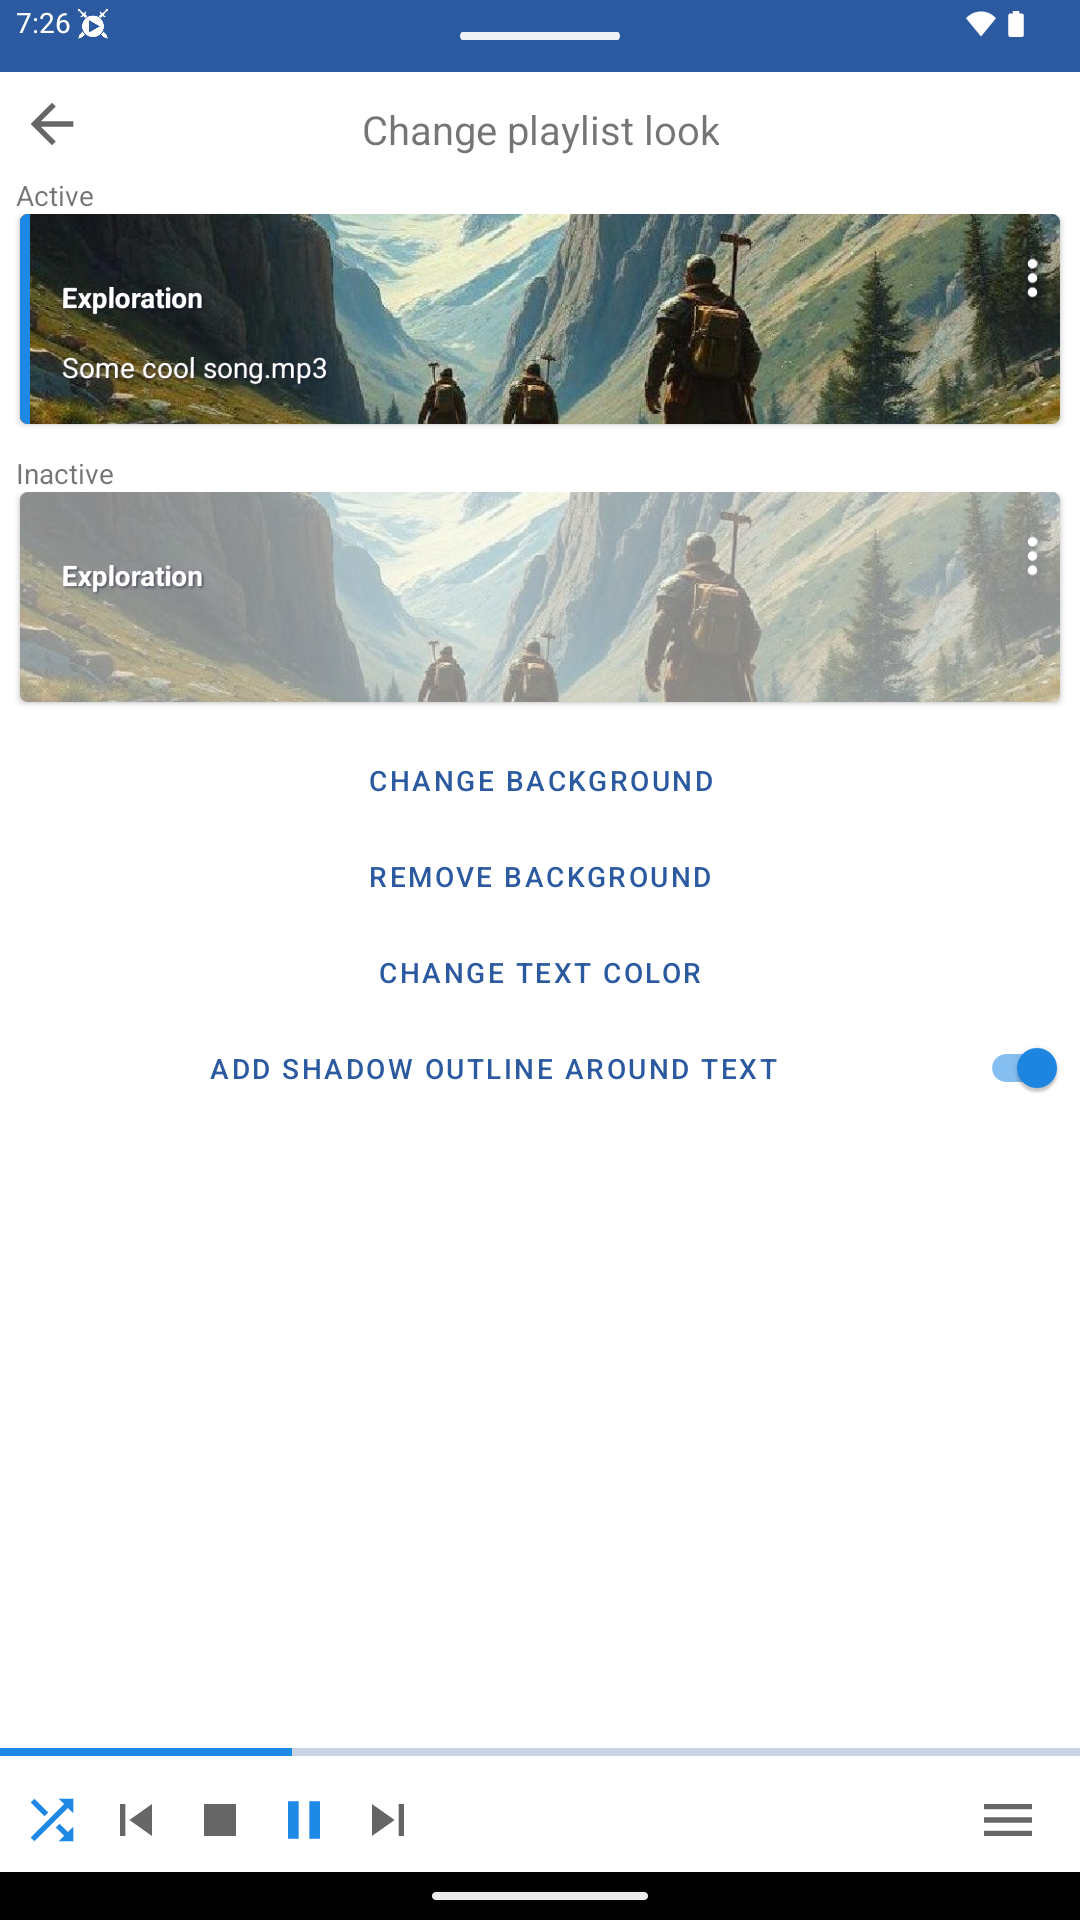 7:26
Change playlist look
Active
Exploration
Some cool song.mp3
Inactive
Exploration
CHANGE BACKGROUND
REMOVE BACKGROUND
CHANGE TEXT COLOR
ADD SHADOW OUTLINE AROUND TEXT